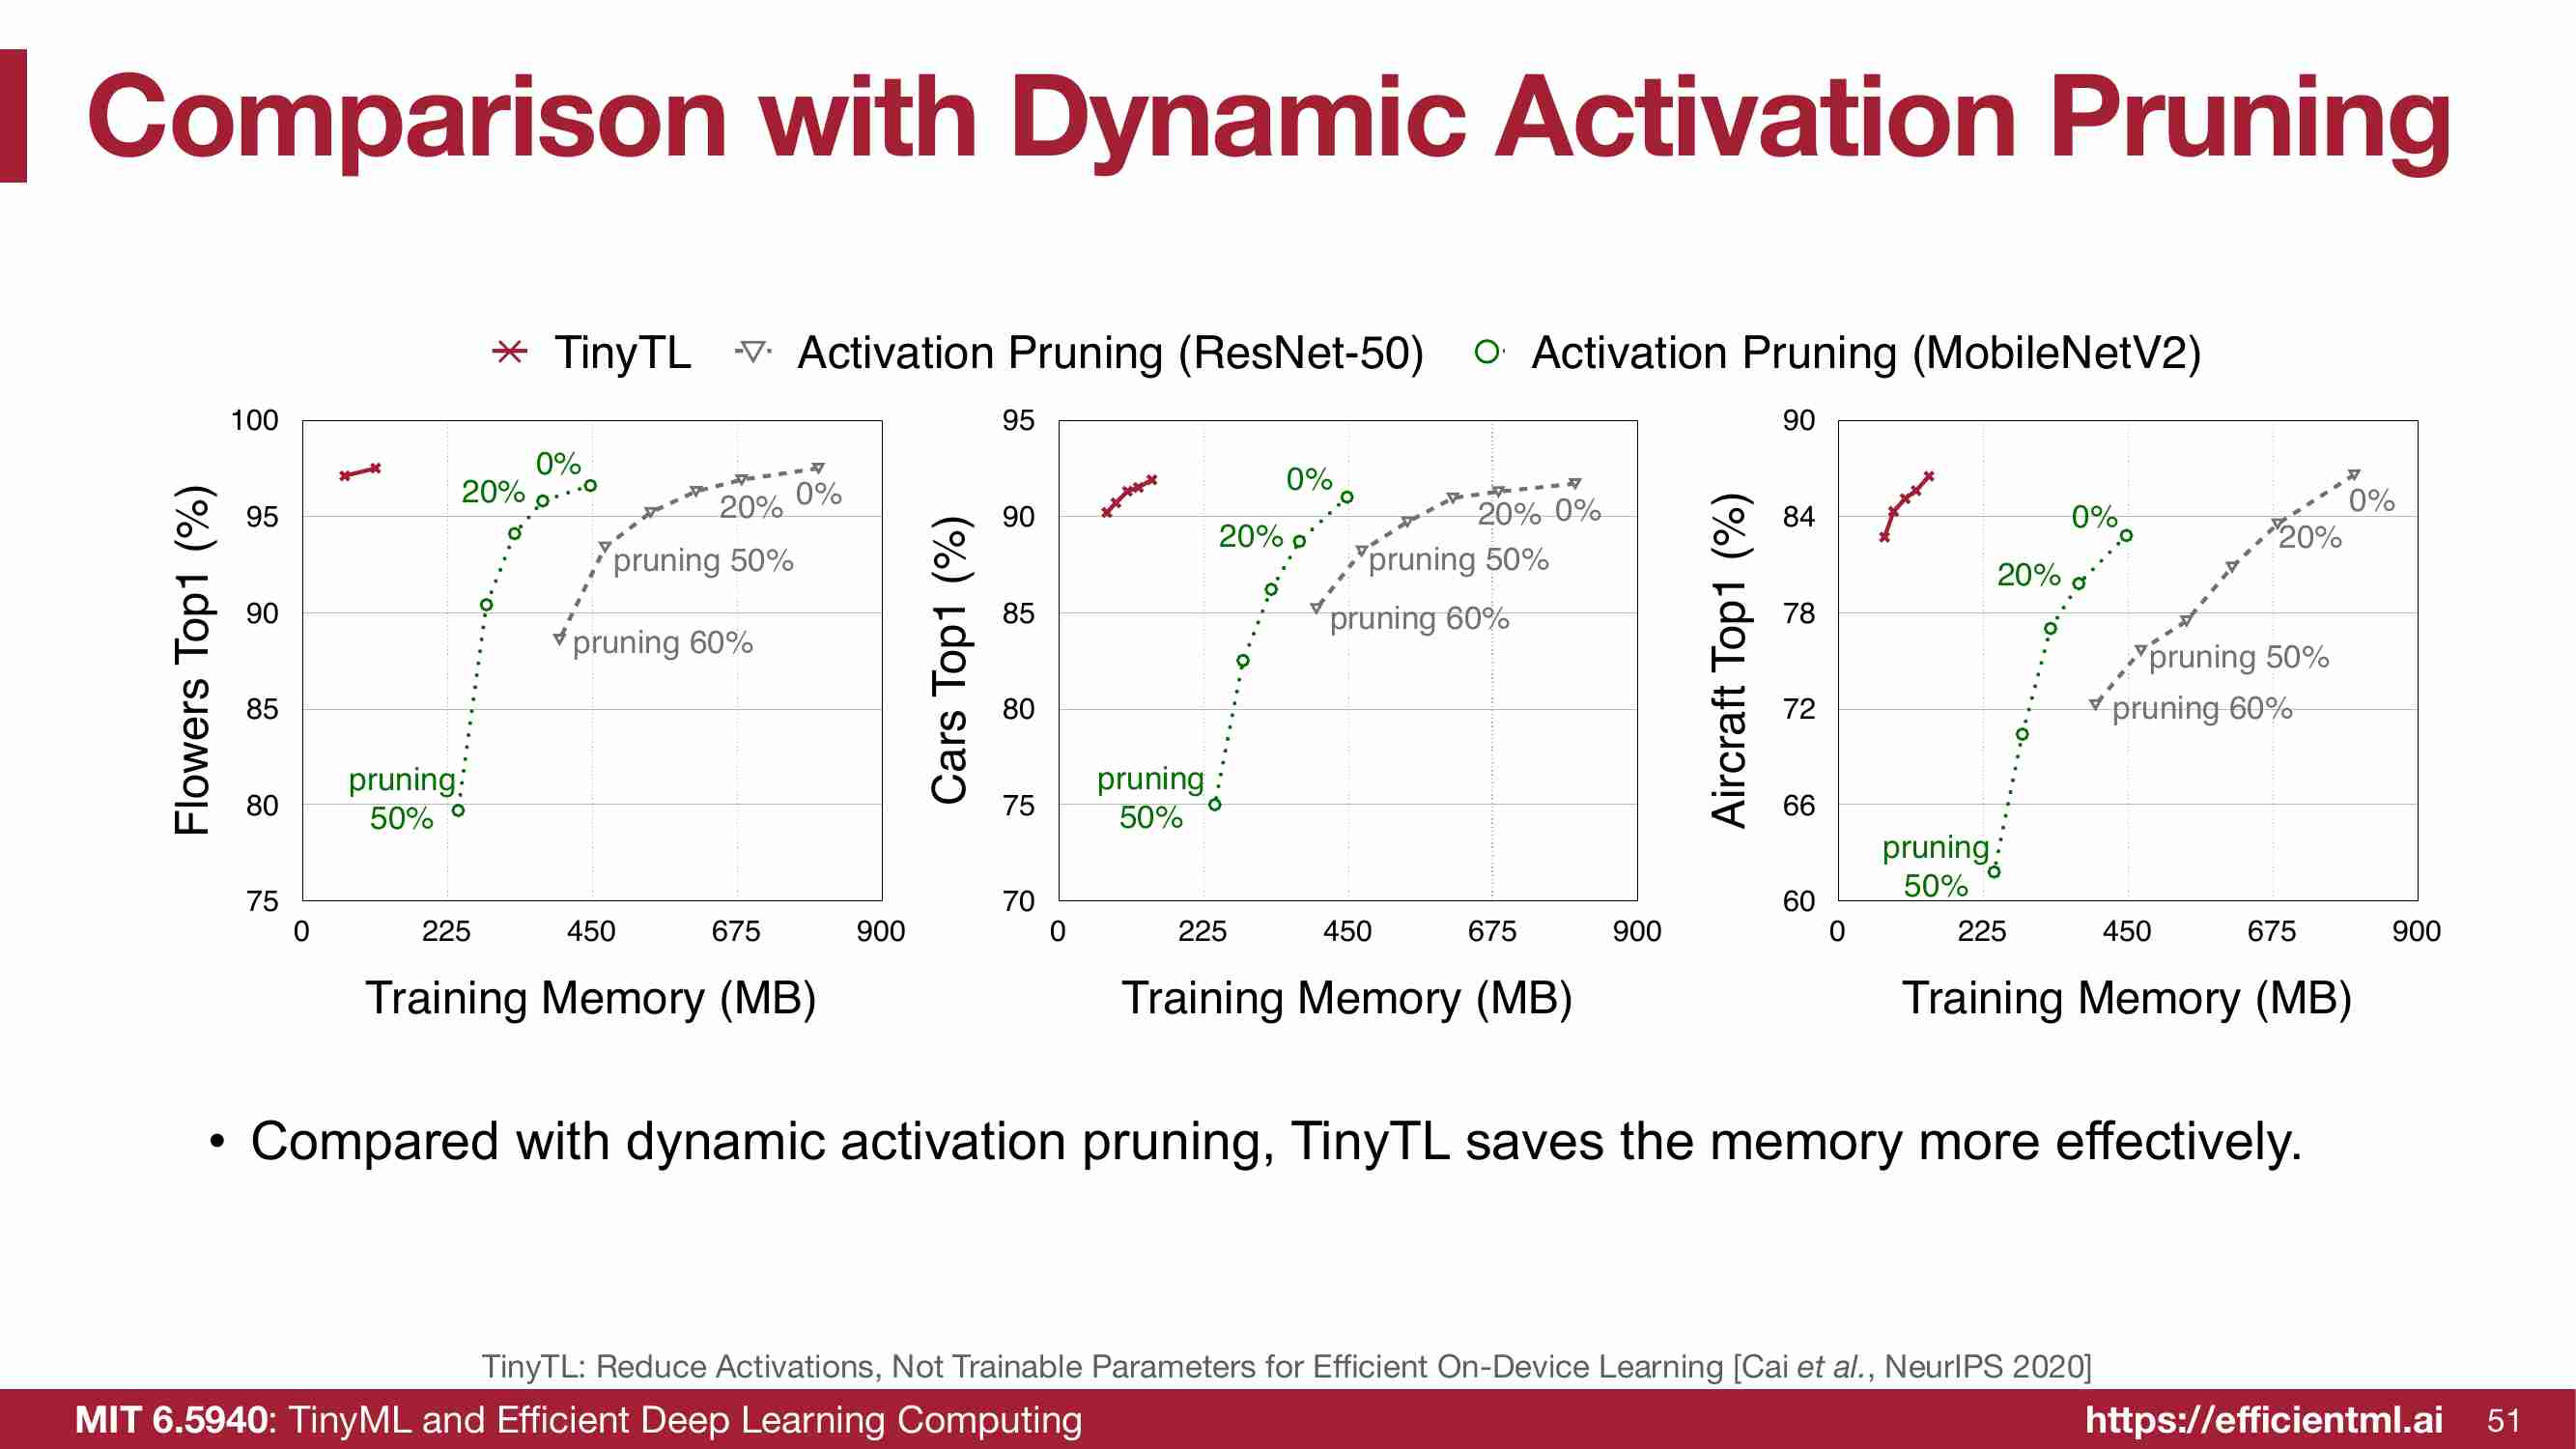 Comparison with Dynamic Activation Pruning
TinyTL
Activation Pruning (ResNet-50)
Activation Pruning (MobileNetV2)
Flowers Top1 (%)
100
95
90
85
80
75
0%
20%
pruning
50%
20%
0%
pruning 50%
pruning 60%
0
225
450
675
900
Training Memory (MB)
Cars Top1 (%)
95
90
85
80
75
70
0%
20%
pruning
50%
20%
0%
pruning 50%
pruning 60%
0
225
450
675
900
Training Memory (MB)
Aircraft Top1 (%)
90
84
78
72
66
60
0%
20%
pruning
50%
0%
20%
pruning 50%
pruning 60%
0
225
450
675
900
Training Memory (MB)
• Compared with dynamic activation pruning, TinyTL saves the memory more effectively.
TinyTL: Reduce Activations, Not Trainable Parameters for Efficient On-Device Learning [Cai et al., NeurIPS 2020]
MIT 6.5940: TinyML and Efficient Deep Learning Computing
https://efficientml.ai
51